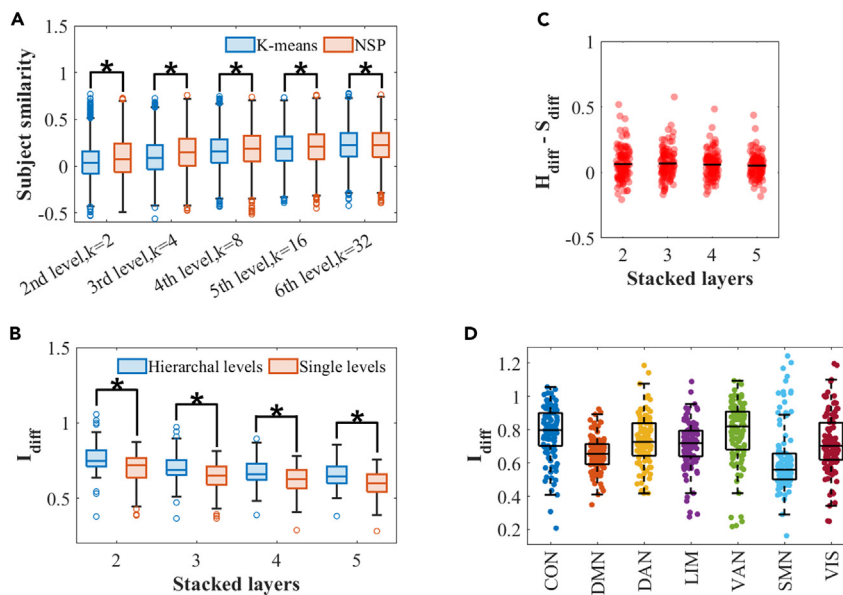 A
K-means
NSP
Subject smilarity
1.5
1
0.5
0
-0.5
*
*
*
*
*
2nd level,k=2
3rd level,k=4
4th level,k=8
5th level,k=16
6th level,k=32
C
H_diff - S_diff
1
0.5
0
-0.5
2 3 4 5
Stacked layers
B
Hierarchal levels
Single levels
I_diff
1.5
1
0.5
*
*
*
*
2 3 4 5
Stacked layers
D
I_diff
1.2
1
0.8
0.6
0.4
0.2
CON
DMN
DAN
LIM
VAN
SMN
VIS